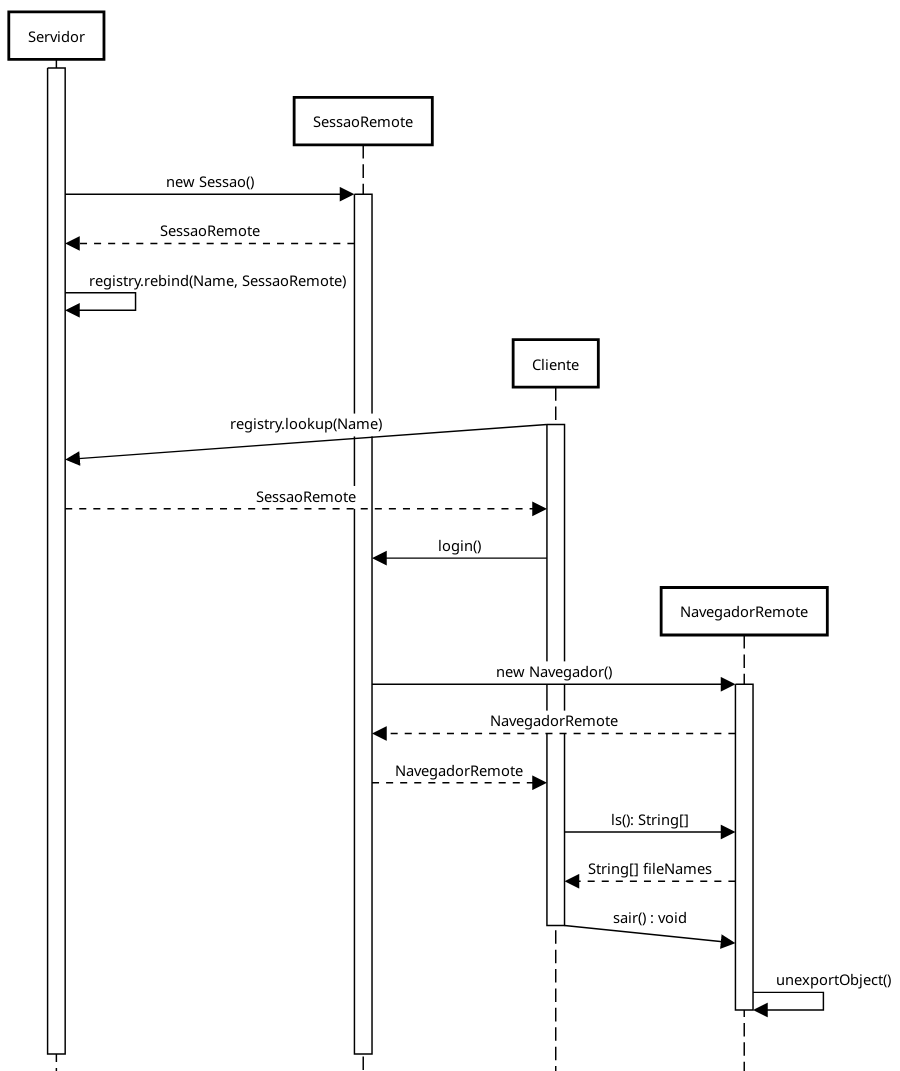 Servidor
SessaoRemote
new Sessao()
SessaoRemote
registry.rebind(Name, SessaoRemote)
Cliente
registry.lookup(Name)
SessaoRemote
login()
NavegadorRemote
new Navegador()
NavegadorRemote
NavegadorRemote
ls(): String[]
String[] fileNames
sair() : void
unexportObject()